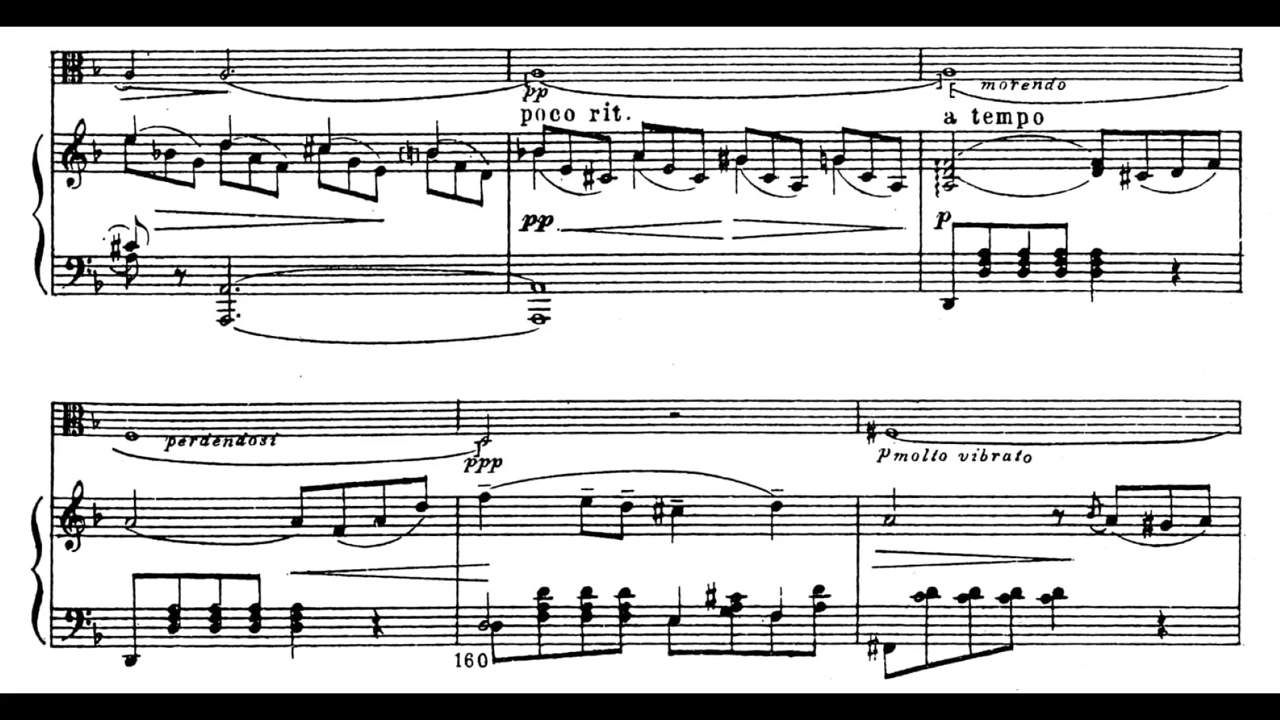 pp
morendo
poco rit.
a tempo
pp
p
perdendosi
ppp
P molto vibrato
160